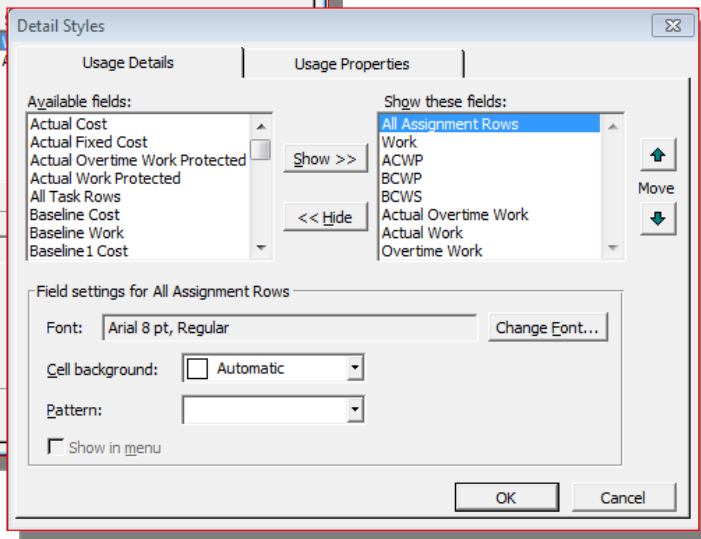 Detail Styles
Usage Details
Usage Properties
Available fields:
Show these fields:
Actual Cost
Actual Fixed Cost
Actual Overtime Work Protected
Actual Work Protected
All Task Rows
Baseline Cost
Baseline Work
Baseline1 Cost
Show >>
<< Hide
All Assignment Rows
Work
ACWP
BCWP
BCWS
Actual Overtime Work
Actual Work
Overtime Work
Move
Field settings for All Assignment Rows
Font: Arial 8 pt, Regular
Change Font...
Cell background: Automatic
Pattern:
Show in menu
OK
Cancel